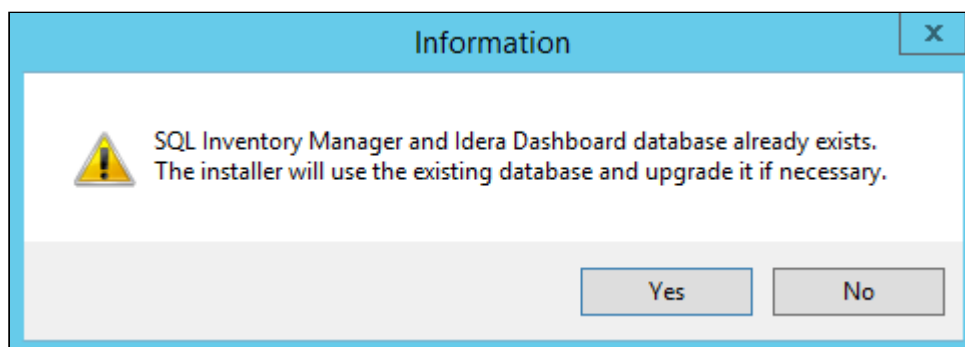 Information
x
SQL Inventory Manager and Idera Dashboard database already exists.
The installer will use the existing database and upgrade it if necessary.
Yes
No